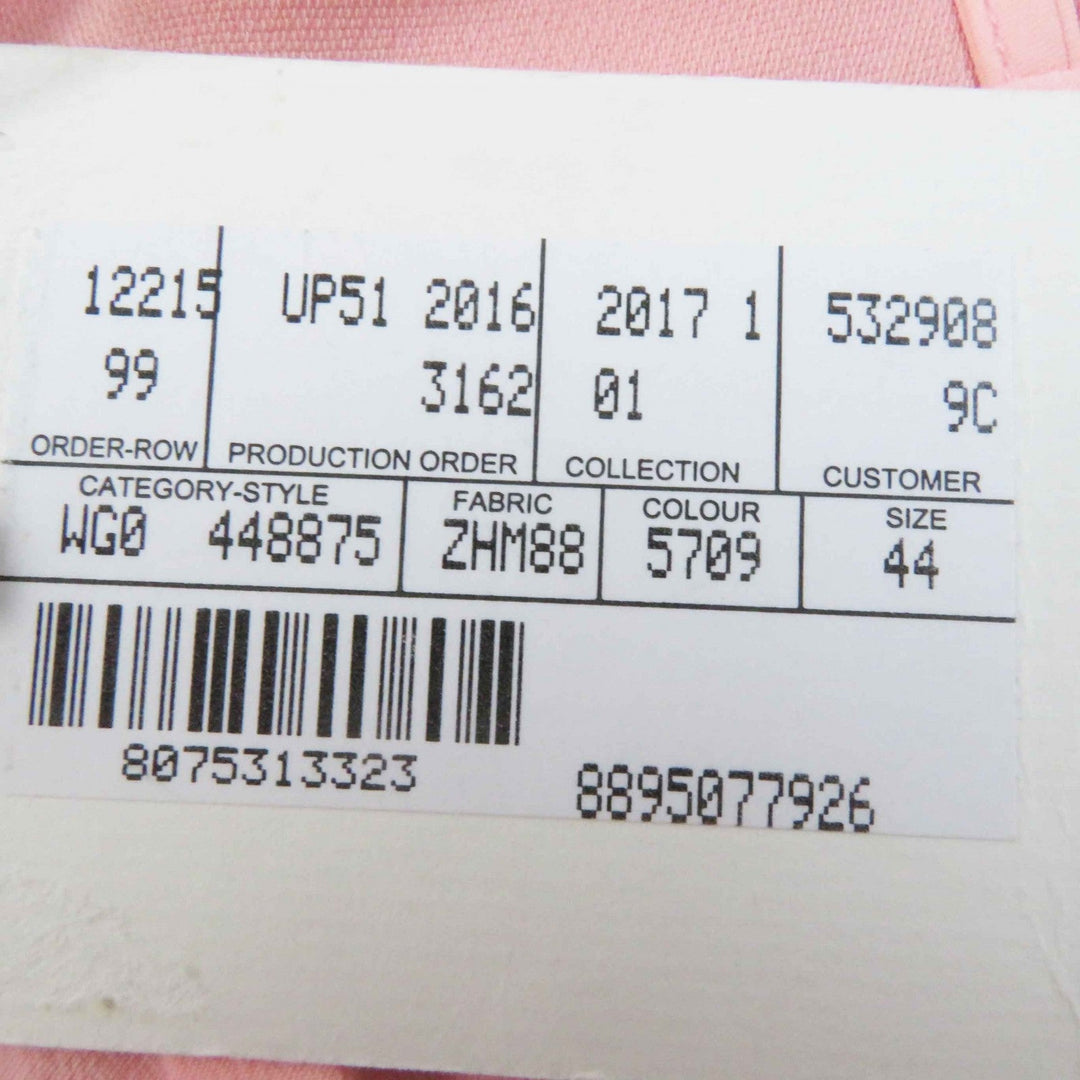 12215 UP51 2016 2017 1 532908
99 3162 01 9C
ORDER-ROW PRODUCTION ORDER COLLECTION CUSTOMER
CATEGORY-STYLE FABRIC COLOUR SIZE
WG0 448875 ZHM88 5709 44
8075313323 8895077926